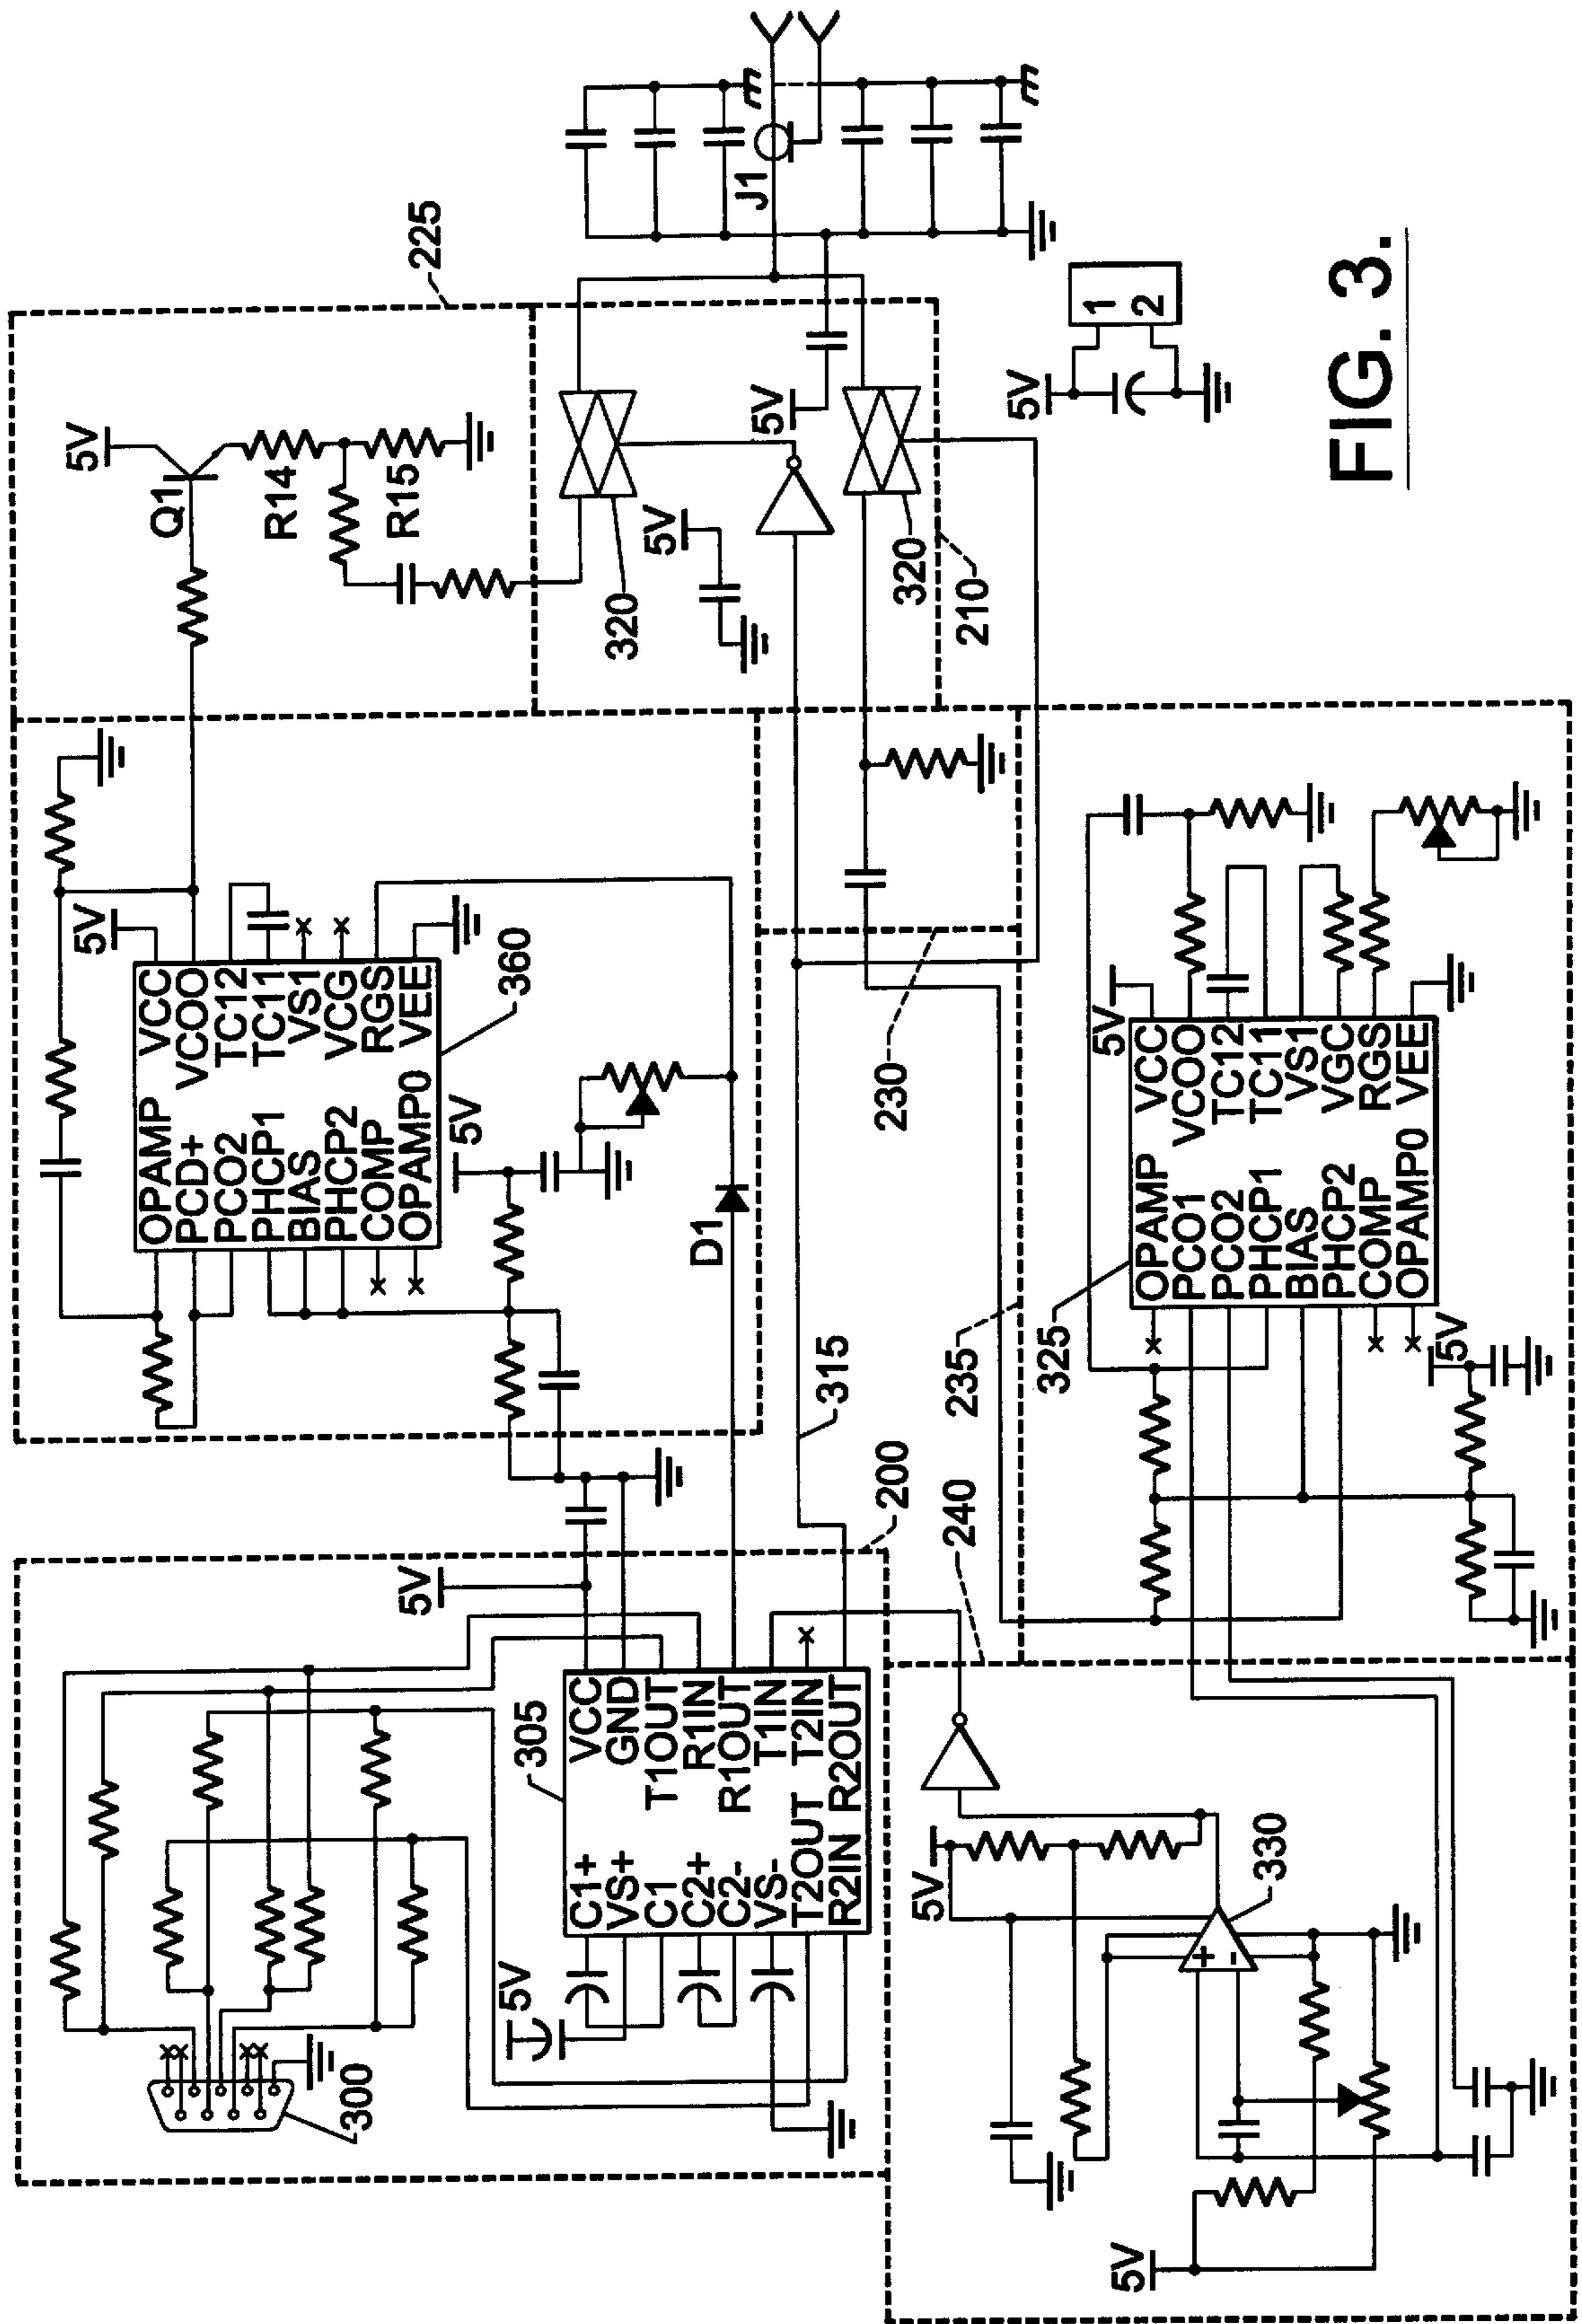 300
5V
305
C1+
VS+
C1
C2+
C2-
VS-
T2OUT
R2IN
VCC
GND
T1OUT
R1IN
R1OUT
T1IN
T2IN
R2OUT
5V
200
OPAMP
PCD+
PCO2
PHCP1
BIAS
PHCP2
COMP
OPAMP0
VCC
VCOO
TC12
TC11
VS1
VCG
RGS
VEE
5V
360
5V
D1
315
5V
Q1
R14
R15
225
320
5V
5V
320
210
J1
230
235
240
5V
330
5V
325
OPAMP
PCO1
PCO2
PHCP1
BIAS
PHCP2
COMP
OPAMP0
VCC
VCOO
TC12
TC11
VS1
VGC
RGS
VEE
5V
5V
5V
1
2
FIG. 3.